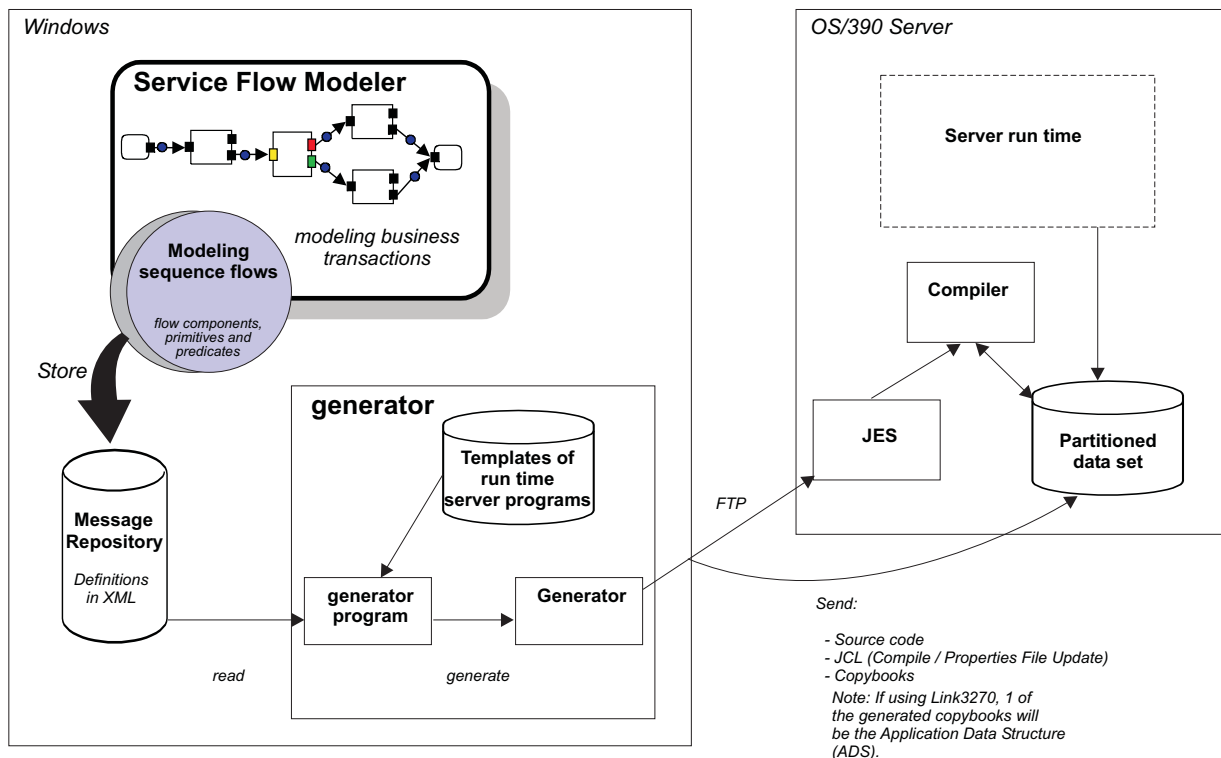 Windows
Service Flow Modeler
modeling business
transactions
Modeling
sequence flows
flow components,
primitives and
predicates
Store
Message
Repository
Definitions
in XML
read
generator
Templates of
run time
server programs
generator
program
Generator
generate
FTP
OS/390 Server
Server run time
Compiler
JES
Partitioned
data set
Send:
- Source code
- JCL (Compile / Properties File Update)
- Copybooks
Note: If using Link3270, 1 of
the generated copybooks will
be the Application Data Structure
(ADS).